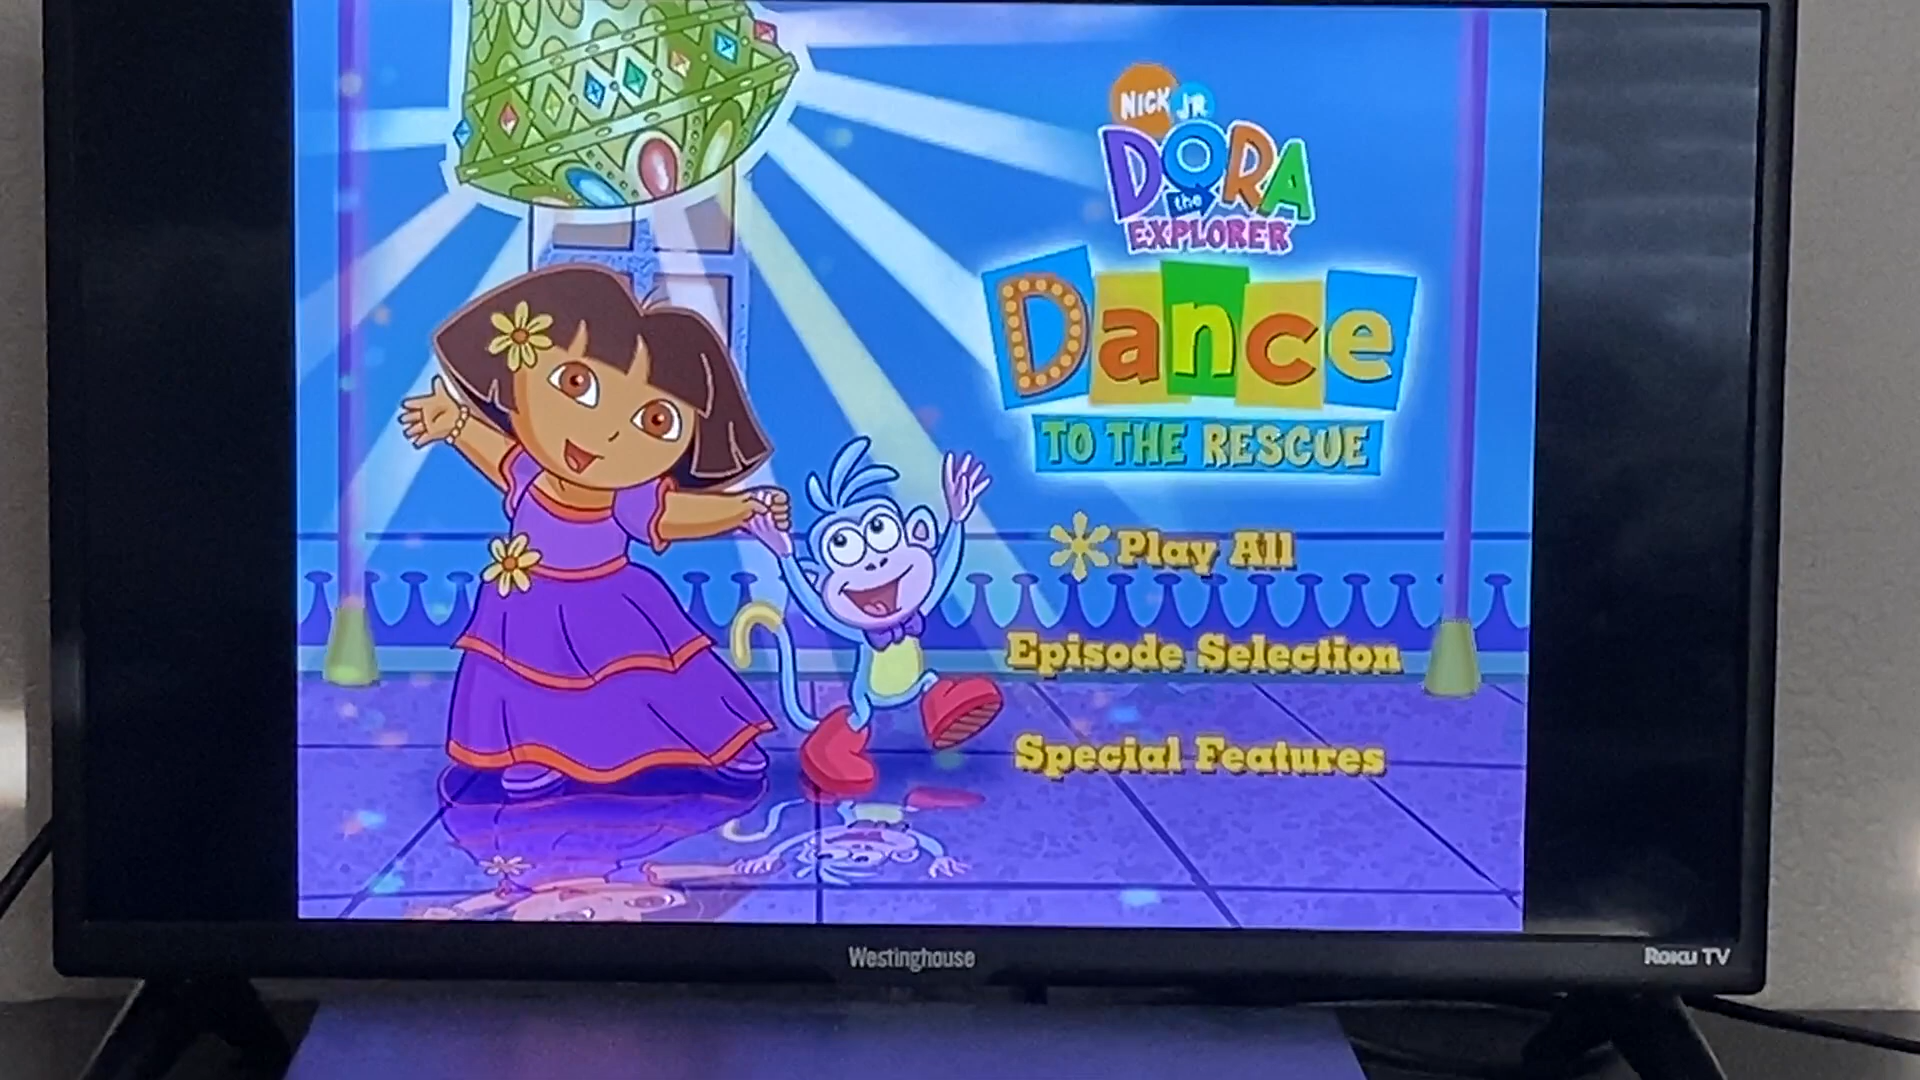 NICK JR.
DORA
the
EXPLORER
Dance
TO THE RESCUE
Play All
Episode Selection
Special Features
Westinghouse
Roku TV